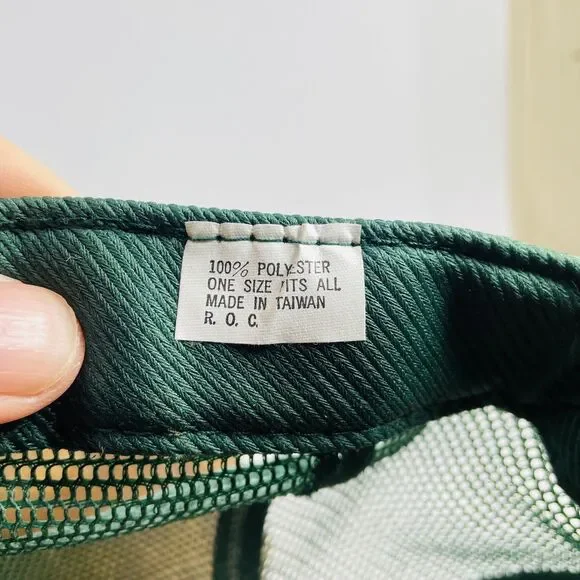 100% POLYESTER
ONE SIZE FITS ALL
MADE IN TAIWAN
R. O. C.